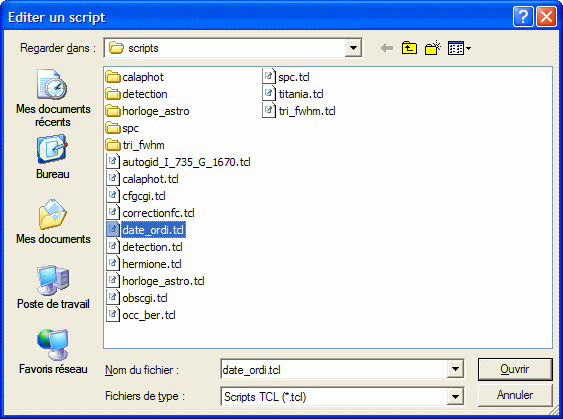 Editer un script
Regarder dans : scripts
Mes documents récents
Bureau
Mes documents
Poste de travail
Favoris réseau
calaphot
detection
horloge_astro
spc
tri_fwhm
autogid_I_735_G_1670.tcl
calaphot.tcl
cfgcgi.tcl
correctionfc.tcl
date_ordi.tcl
detection.tcl
hermione.tcl
horloge_astro.tcl
obscgi.tcl
occ_ber.tcl
spc.tcl
titania.tcl
tri_fwhm.tcl
Nom du fichier : date_ordi.tcl Ouvrir
Fichiers de type : Scripts TCL (*.tcl) Annuler